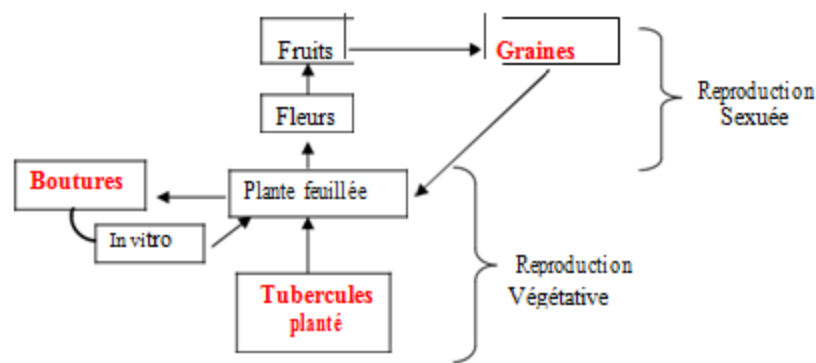 Fruits
Graines
Reproduction
Sexuée
Fleurs
Boutures
Plante feuillée
In vitro
Reproduction
Végétative
Tubercules
planté